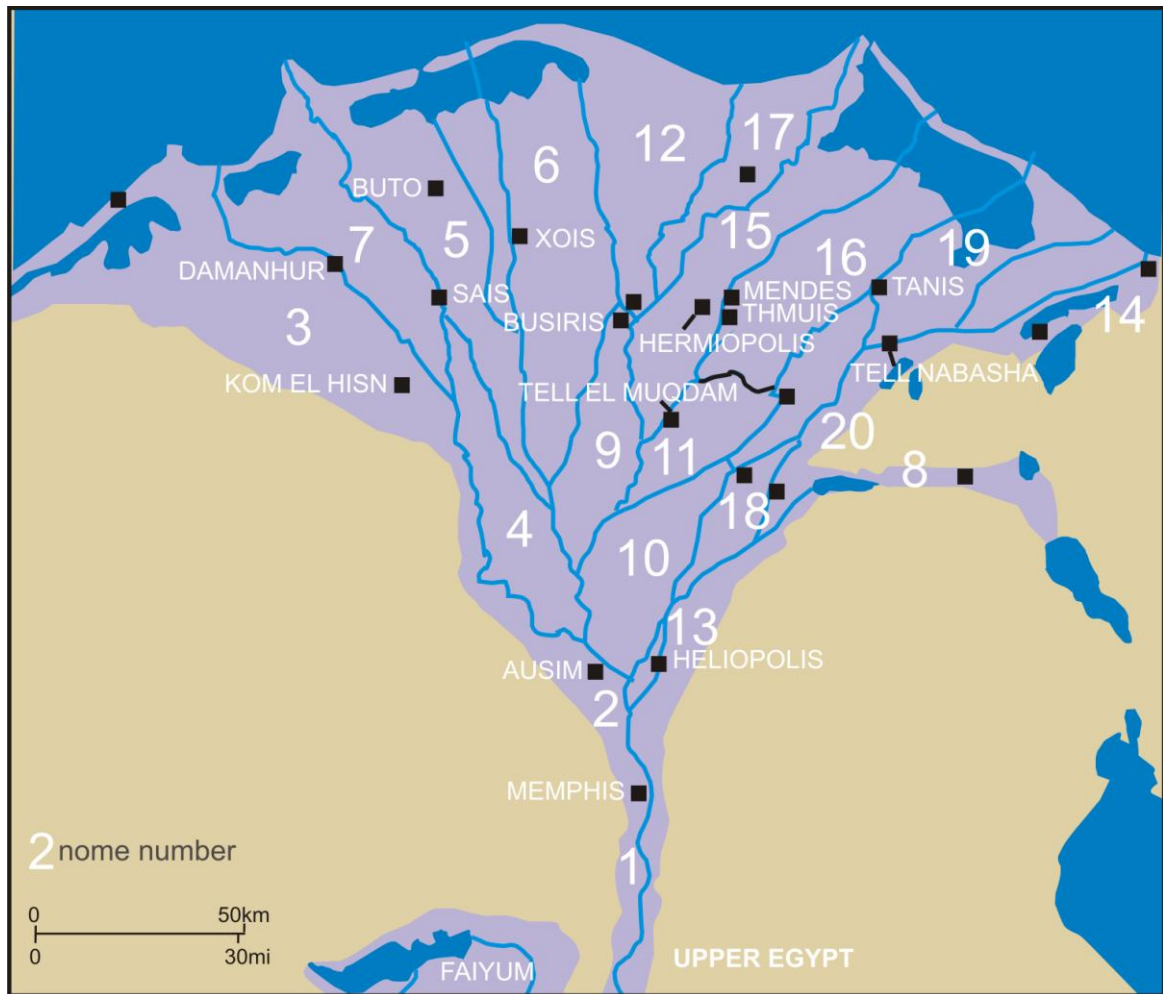 12
17
6
BUTO
5
XOIS
15
7
16
19
DAMANHUR
SAIS
MENDES
TANIS
THMUIS
3
BUSIRIS
14
HERMIOPOLIS
TELL NABASHA
KOM EL HISN
TELL EL MUQDAM
20
9
11
8
18
4
10
13
AUSIM
HELIOPOLIS
2
MEMPHIS
2 nome number
1
0 50km
0 30mi
FAIYUM
UPPER EGYPT